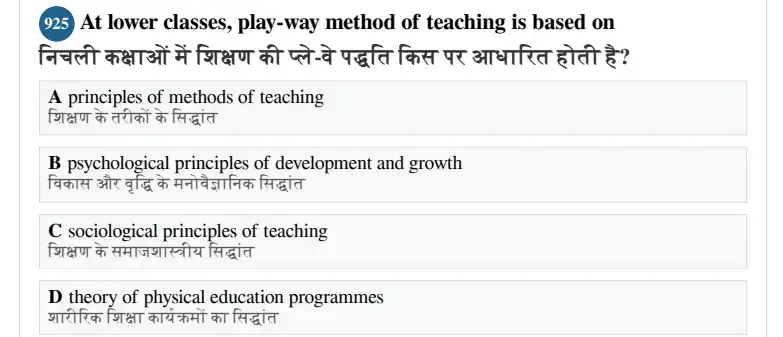 925 At lower classes, play-way method of teaching is based on
निचली कक्षाओं में शिक्षण की प्ले-वे पद्धति किस पर आधारित होती है?
A principles of methods of teaching
शिक्षण के तरीकों के सिद्धांत
B psychological principles of development and growth
विकास और वृद्धि के मनोवैज्ञानिक सिद्धांत
C sociological principles of teaching
शिक्षण के समाजशास्त्रीय सिद्धांत
D theory of physical education programmes
शारीरिक शिक्षा कार्यक्रमों का सिद्धांत